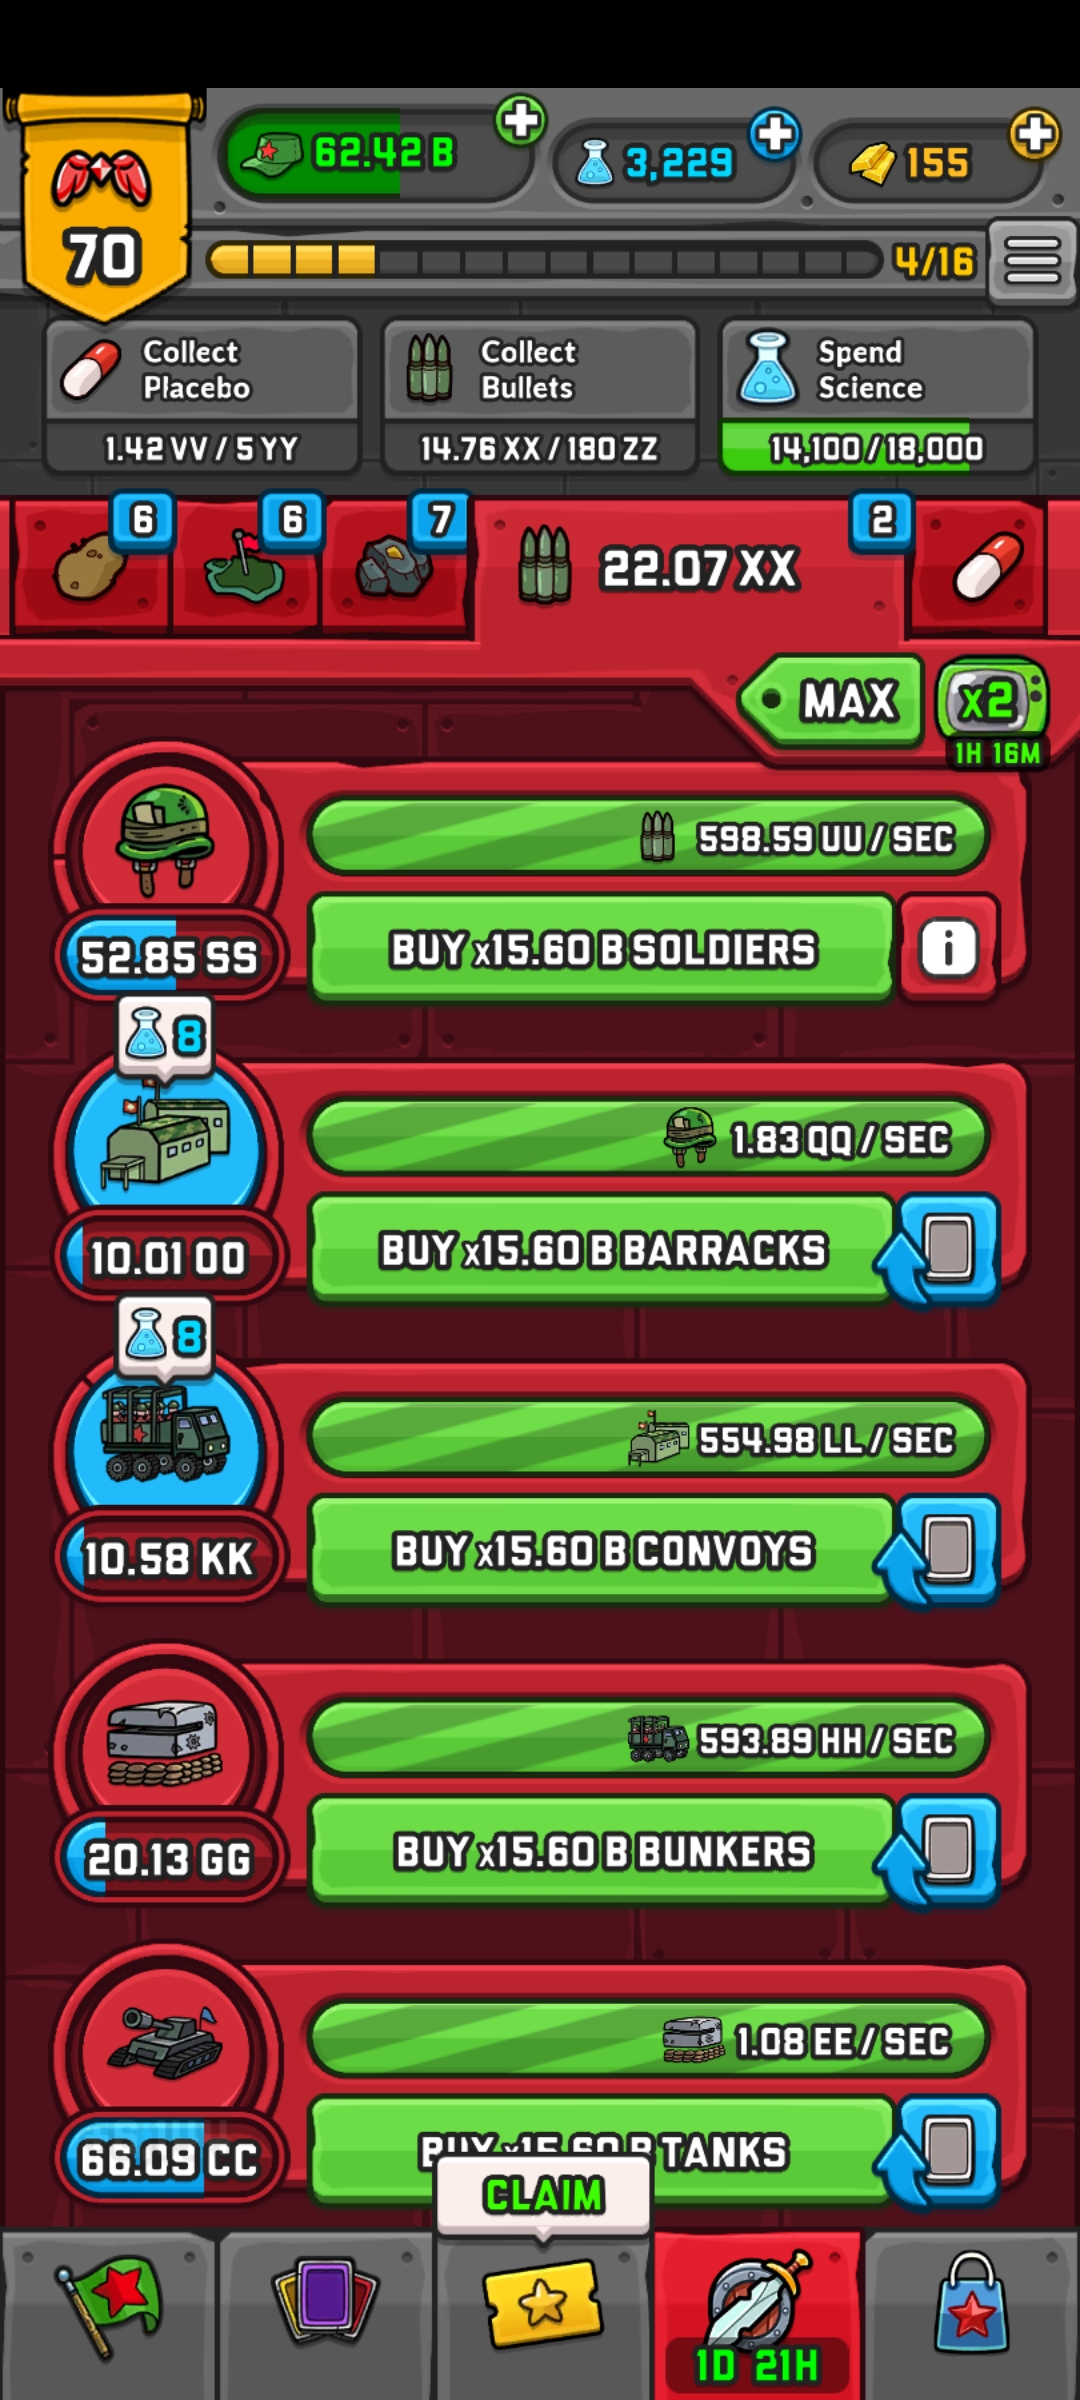 62.42 B
3,229
155
70
4/16
Collect
Placebo
1.42 VV / 5 YY
Collect
Bullets
14.76 XX / 180 ZZ
Spend
Science
14,100 / 18,000
6
6
7
22.07 XX
2
MAX
x2
1H 16M
598.59 UU / SEC
52.85 SS
BUY x15.60 B SOLDIERS
i
8
1.83 QQ / SEC
10.01 OO
BUY x15.60 B BARRACKS
8
554.98 LL / SEC
10.58 KK
BUY x15.60 B CONVOYS
593.89 HH / SEC
20.13 GG
BUY x15.60 B BUNKERS
1.08 EE / SEC
66.09 CC
BUY x15.60 B TANKS
CLAIM
1D 21H